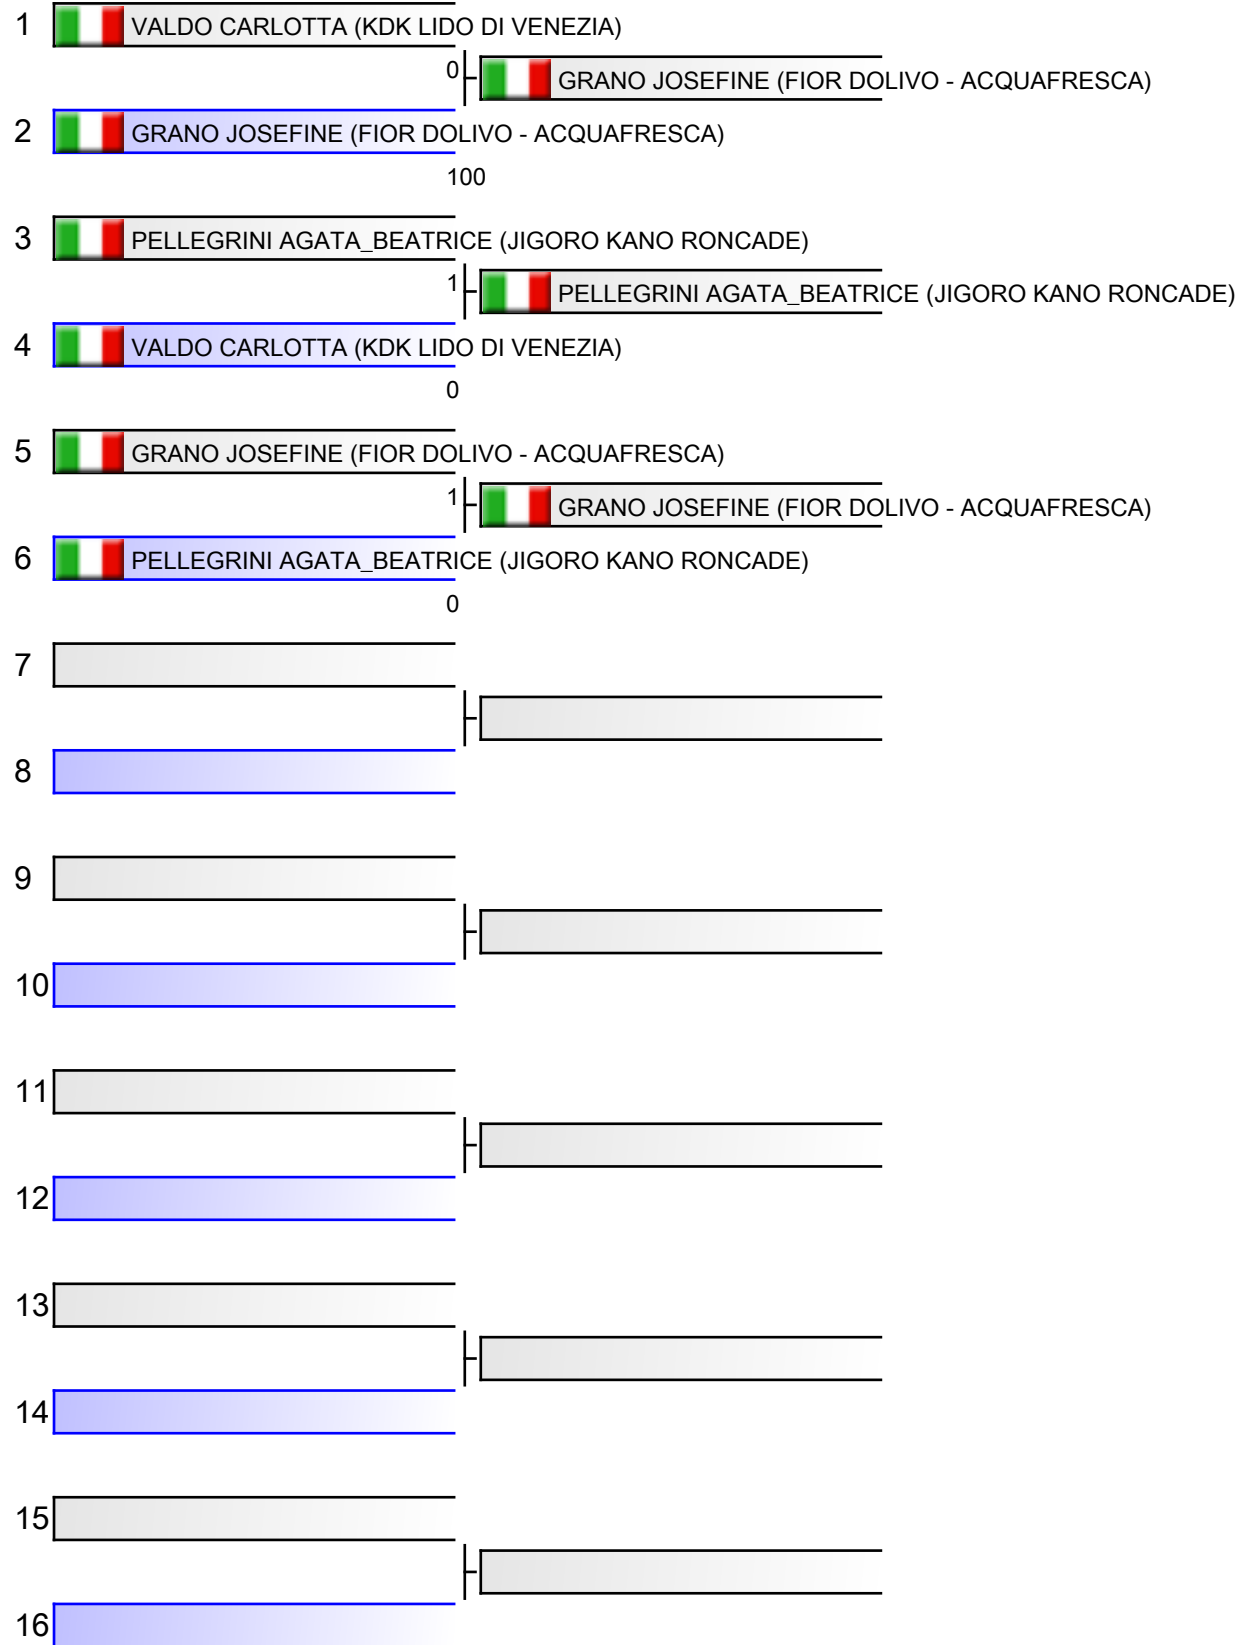 1 VALDO CARLOTTA (KDK LIDO DI VENEZIA)
0 GRANO JOSEFINE (FIOR DOLIVO - ACQUAFRESCA)
2 GRANO JOSEFINE (FIOR DOLIVO - ACQUAFRESCA)
100
3 PELLEGRINI AGATA_BEATRICE (JIGORO KANO RONCADE)
1 PELLEGRINI AGATA_BEATRICE (JIGORO KANO RONCADE)
4 VALDO CARLOTTA (KDK LIDO DI VENEZIA)
0
5 GRANO JOSEFINE (FIOR DOLIVO - ACQUAFRESCA)
1 GRANO JOSEFINE (FIOR DOLIVO - ACQUAFRESCA)
6 PELLEGRINI AGATA_BEATRICE (JIGORO KANO RONCADE)
0
7
8
9
10
11
12
13
14
15
16